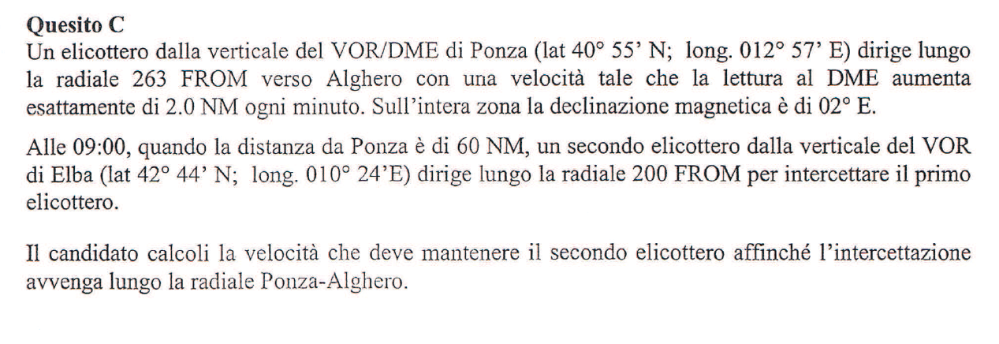 Quesito C
Un elicottero dalla verticale del VOR/DME di Ponza (lat 40° 55’ N; long. 012° 57’ E) dirige lungo
la radiale 263 FROM verso Alghero con una velocità tale che la lettura al DME aumenta
esattamente di 2.0 NM ogni minuto. Sull’intera zona la declinazione magnetica è di 02° E.
Alle 09:00, quando la distanza da Ponza è di 60 NM, un secondo elicottero dalla verticale del VOR
di Elba (lat 42° 44’ N; long. 010° 24’E) dirige lungo la radiale 200 FROM per intercettare il primo
elicottero.
Il candidato calcoli la velocità che deve mantenere il secondo elicottero affinché l’intercettazione
avvenga lungo la radiale Ponza-Alghero.